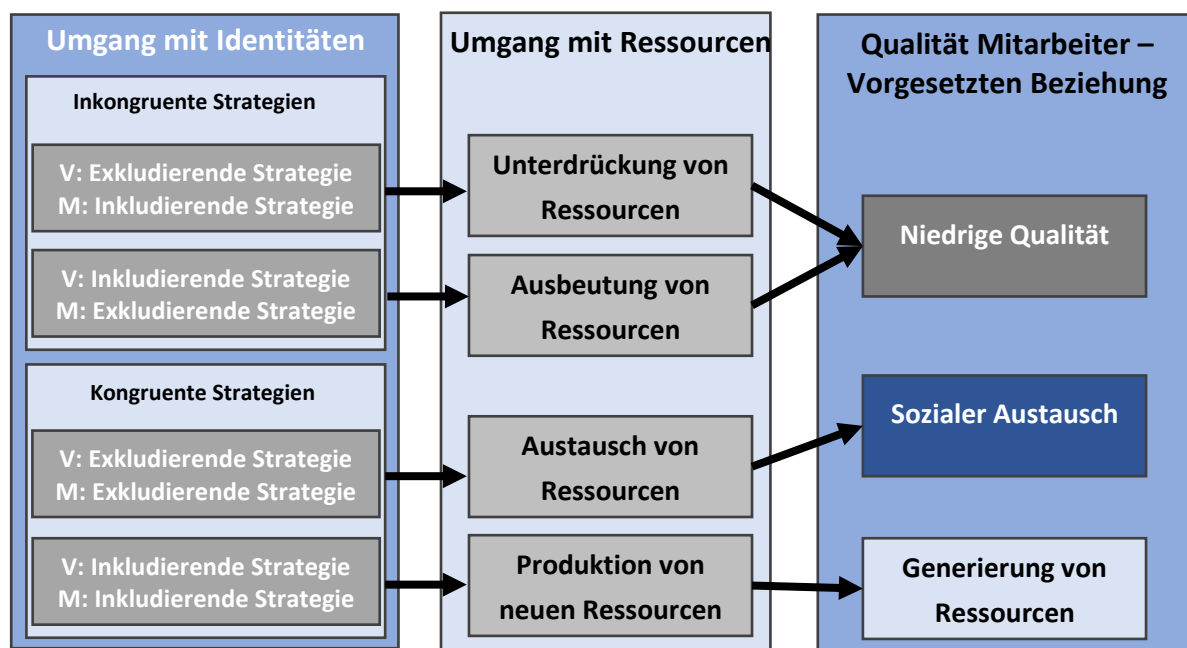 Umgang mit Identitäten
Inkongruente Strategien
V: Exkludierende Strategie
M: Inkludierende Strategie
V: Inkludierende Strategie
M: Exkludierende Strategie
Kongruente Strategien
V: Exkludierende Strategie
M: Exkludierende Strategie
V: Inkludierende Strategie
M: Inkludierende Strategie
Umgang mit Ressourcen
Unterdrückung von
Ressourcen
Ausbeutung von
Ressourcen
Austausch von
Ressourcen
Produktion von
neuen Ressourcen
Qualität Mitarbeiter –
Vorgesetzten Beziehung
Niedrige Qualität
Sozialer Austausch
Generierung von
Ressourcen